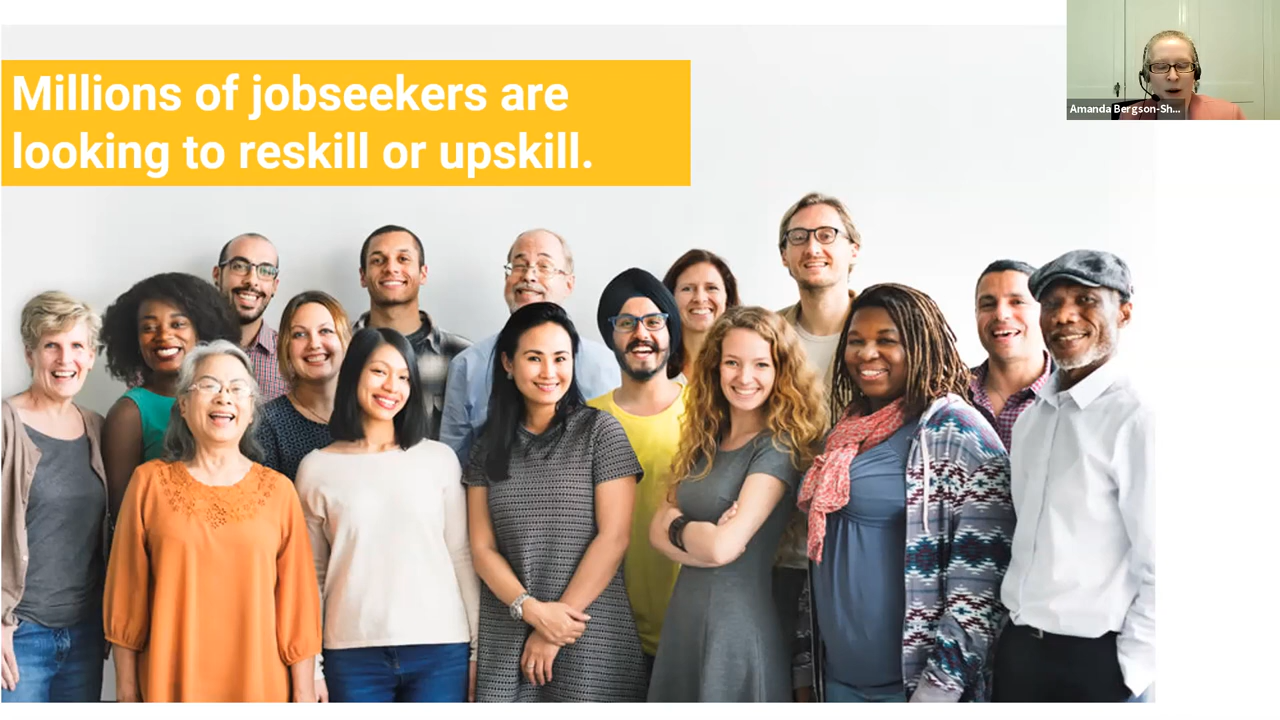 Millions of jobseekers are
looking to reskill or upskill.
Amanda Bergson-Sh...